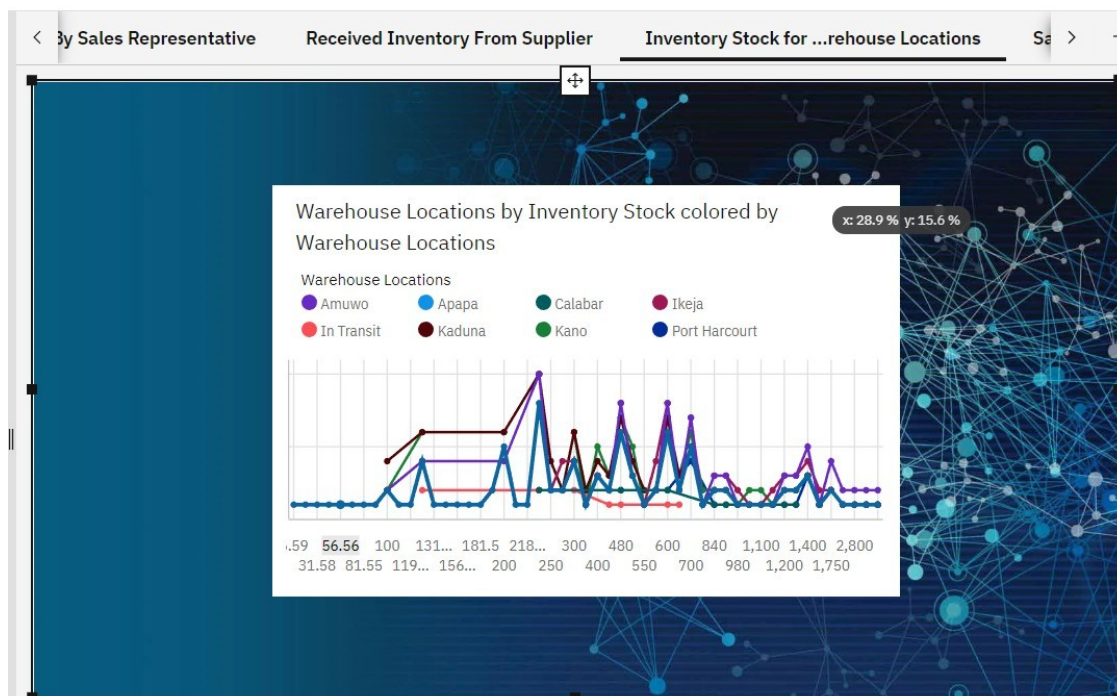 By Sales Representative Received Inventory From Supplier Inventory Stock for ...rehouse Locations Sa
Warehouse Locations by Inventory Stock colored by
Warehouse Locations
x: 28.9 % y: 15.6 %
Warehouse Locations
Amuwo Apapa Calabar Ikeja
In Transit Kaduna Kano Port Harcourt
.59 56.56 100 131... 181.5 218... 300 480 600 840 1,100 1,400 2,800
31.58 81.55 119... 156... 200 250 400 550 700 980 1,200 1,750